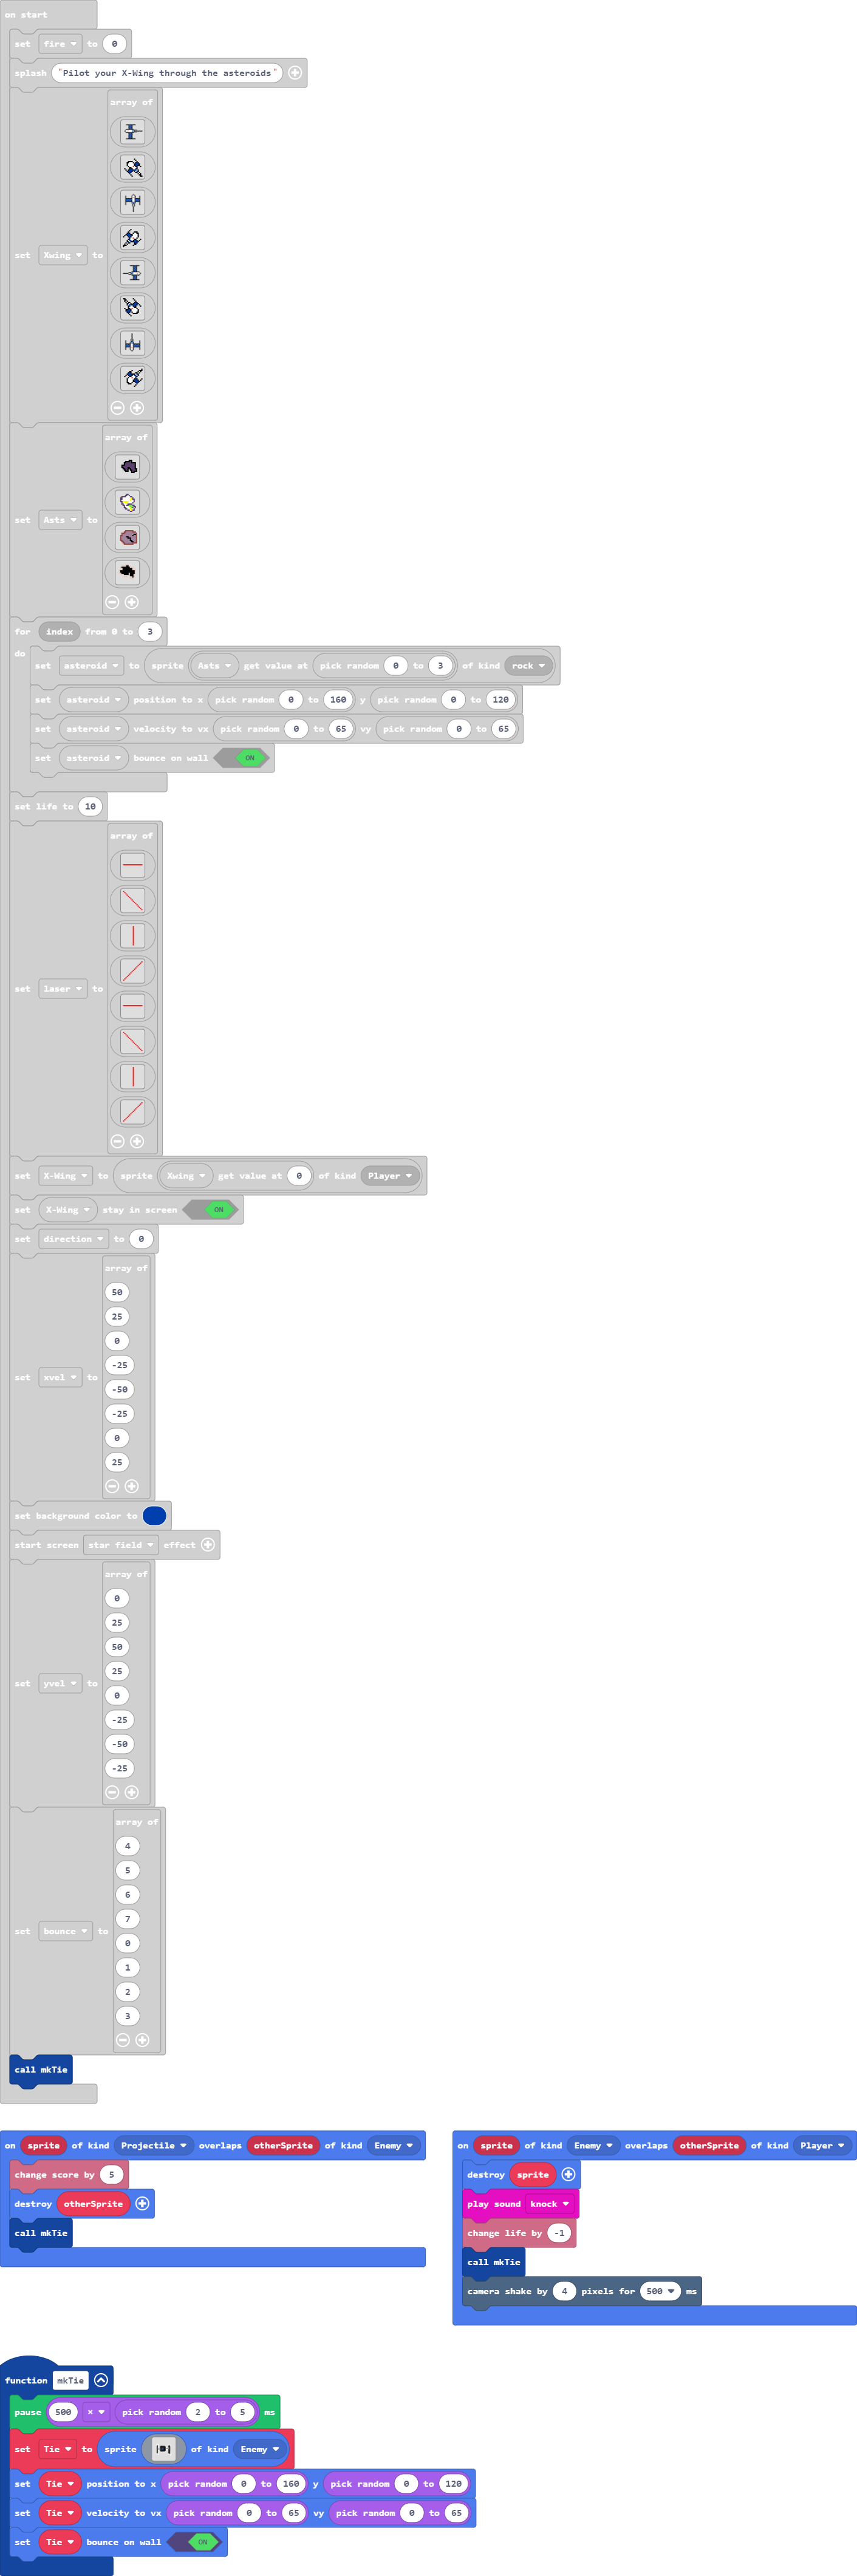 on start
set fire to 0
splash "Pilot your X-Wing through the asteroids"
array of
set Xwing to
array of
set Asts to
for index from 0 to 3
do
set asteroid to sprite Asts get value at pick random 0 to 3 of kind rock
set asteroid position to x pick random 0 to 160 y pick random 0 to 120
set asteroid velocity to vx pick random 0 to 65 vy pick random 0 to 65
set asteroid bounce on wall ON
set life to 10
array of
set laser to
set X-Wing to sprite Xwing get value at 0 of kind Player
set X-Wing stay in screen ON
set direction to 0
array of
50
25
0
-25
set xvel to
-50
-25
0
25
set background color to
start screen star field effect
array of
0
25
50
25
set yvel to
0
-25
-50
-25
array of
4
5
6
7
set bounce to
0
1
2
3
call mkTie
on sprite of kind Projectile overlaps otherSprite of kind Enemy
change score by 5
destroy otherSprite
call mkTie
on sprite of kind Enemy overlaps otherSprite of kind Player
destroy sprite
play sound knock
change life by -1
call mkTie
camera shake by 4 pixels for 500 ms
function mkTie
pause 500 × pick random 2 to 5 ms
set Tie to sprite of kind Enemy
set Tie position to x pick random 0 to 160 y pick random 0 to 120
set Tie velocity to vx pick random 0 to 65 vy pick random 0 to 65
set Tie bounce on wall ON